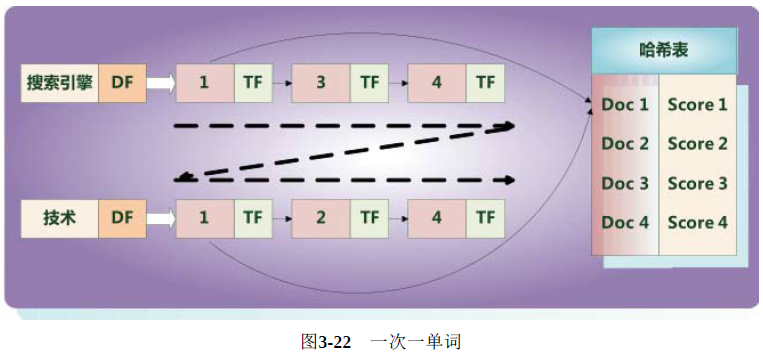 哈希表
搜索引擎 DF 1 TF 3 TF 4 TF
Doc 1 Score 1
Doc 2 Score 2
Doc 3 Score 3
Doc 4 Score 4
技术 DF 1 TF 2 TF 4 TF
图3-22 一次一单词